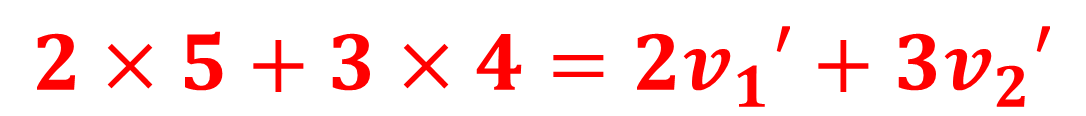 2 × 5 + 3 × 4 = 2v₁′ + 3v₂′